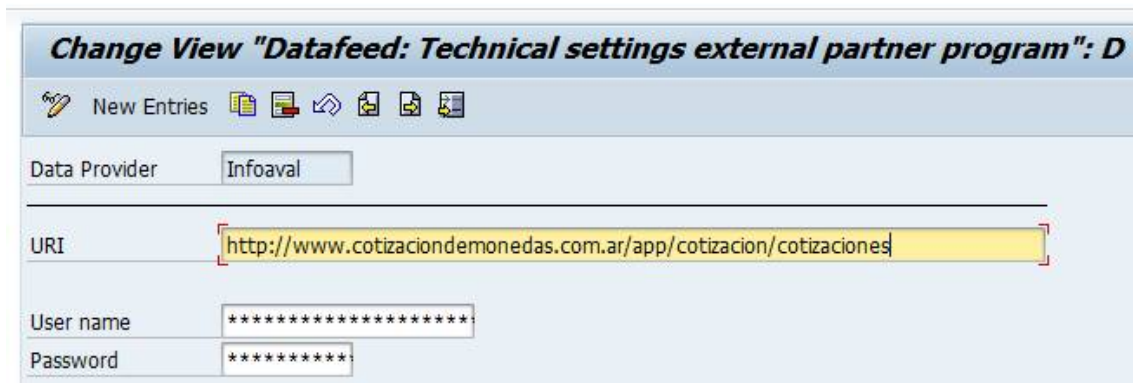 Change View "Datafeed: Technical settings external partner program": D
New Entries
Data Provider Infoaval
URI http://www.cotizaciondemonedas.com.ar/app/cotizacion/cotizaciones
User name ********************
Password **********